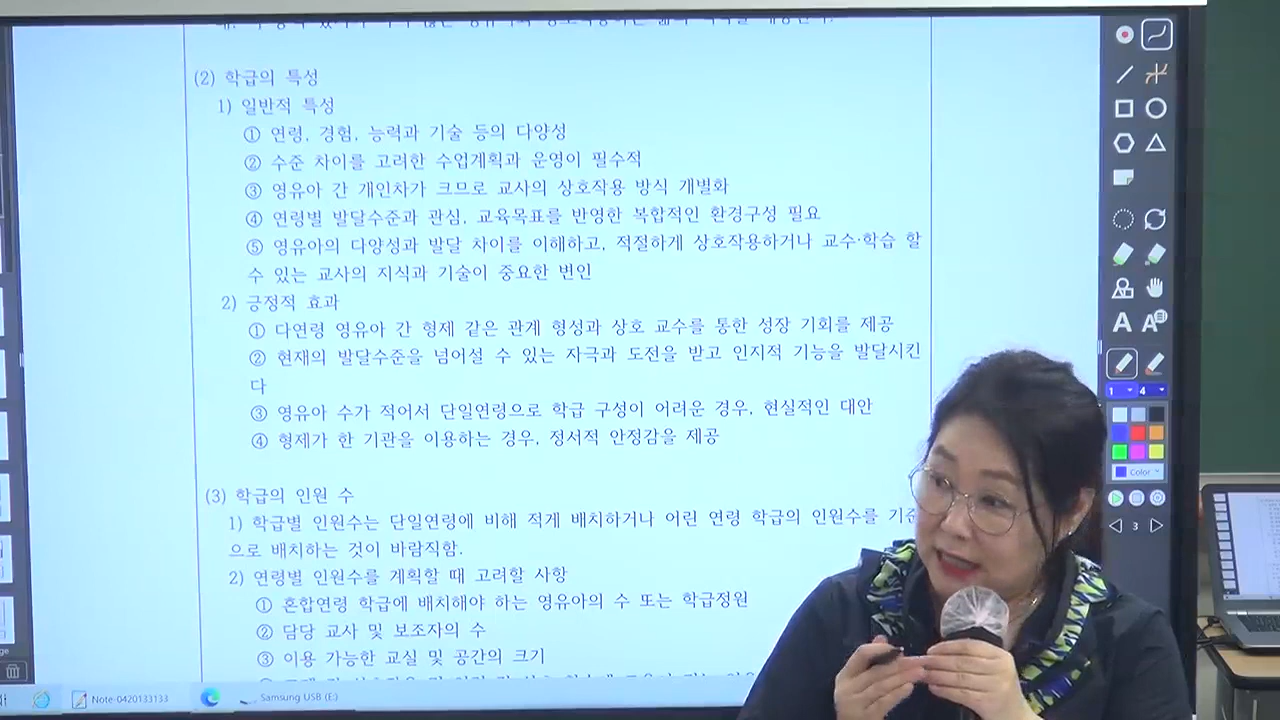 (2) 학급의 특성
1) 일반적 특성
① 연령, 경험, 능력과 기술 등의 다양성
② 수준 차이를 고려한 수업계획과 운영이 필수적
③ 영유아 간 개인차가 크므로 교사의 상호작용 방식 개별화
④ 연령별 발달수준과 관심, 교육목표를 반영한 복합적인 환경구성 필요
⑤ 영유아의 다양성과 발달 차이를 이해하고, 적절하게 상호작용하거나 교수·학습 할
수 있는 교사의 지식과 기술이 중요한 변인
2) 긍정적 효과
① 다연령 영유아 간 형제 같은 관계 형성과 상호 교수를 통한 성장 기회를 제공
② 현재의 발달수준을 넘어설 수 있는 자극과 도전을 받고 인지적 기능을 발달시킨
다
③ 영유아 수가 적어서 단일연령으로 학급 구성이 어려운 경우, 현실적인 대안
④ 형제가 한 기관을 이용하는 경우, 정서적 안정감을 제공
(3) 학급의 인원 수
1) 학급별 인원수는 단일연령에 비해 적게 배치하거나 어린 연령 학급의 인원수를 기준
으로 배치하는 것이 바람직함.
2) 연령별 인원수를 계획할 때 고려할 사항
① 혼합연령 학급에 배치해야 하는 영유아의 수 또는 학급정원
② 담당 교사 및 보조자의 수
③ 이용 가능한 교실 및 공간의 크기
A A
1 4
Color
3
Note-0420133133
Samsung USB (E:)